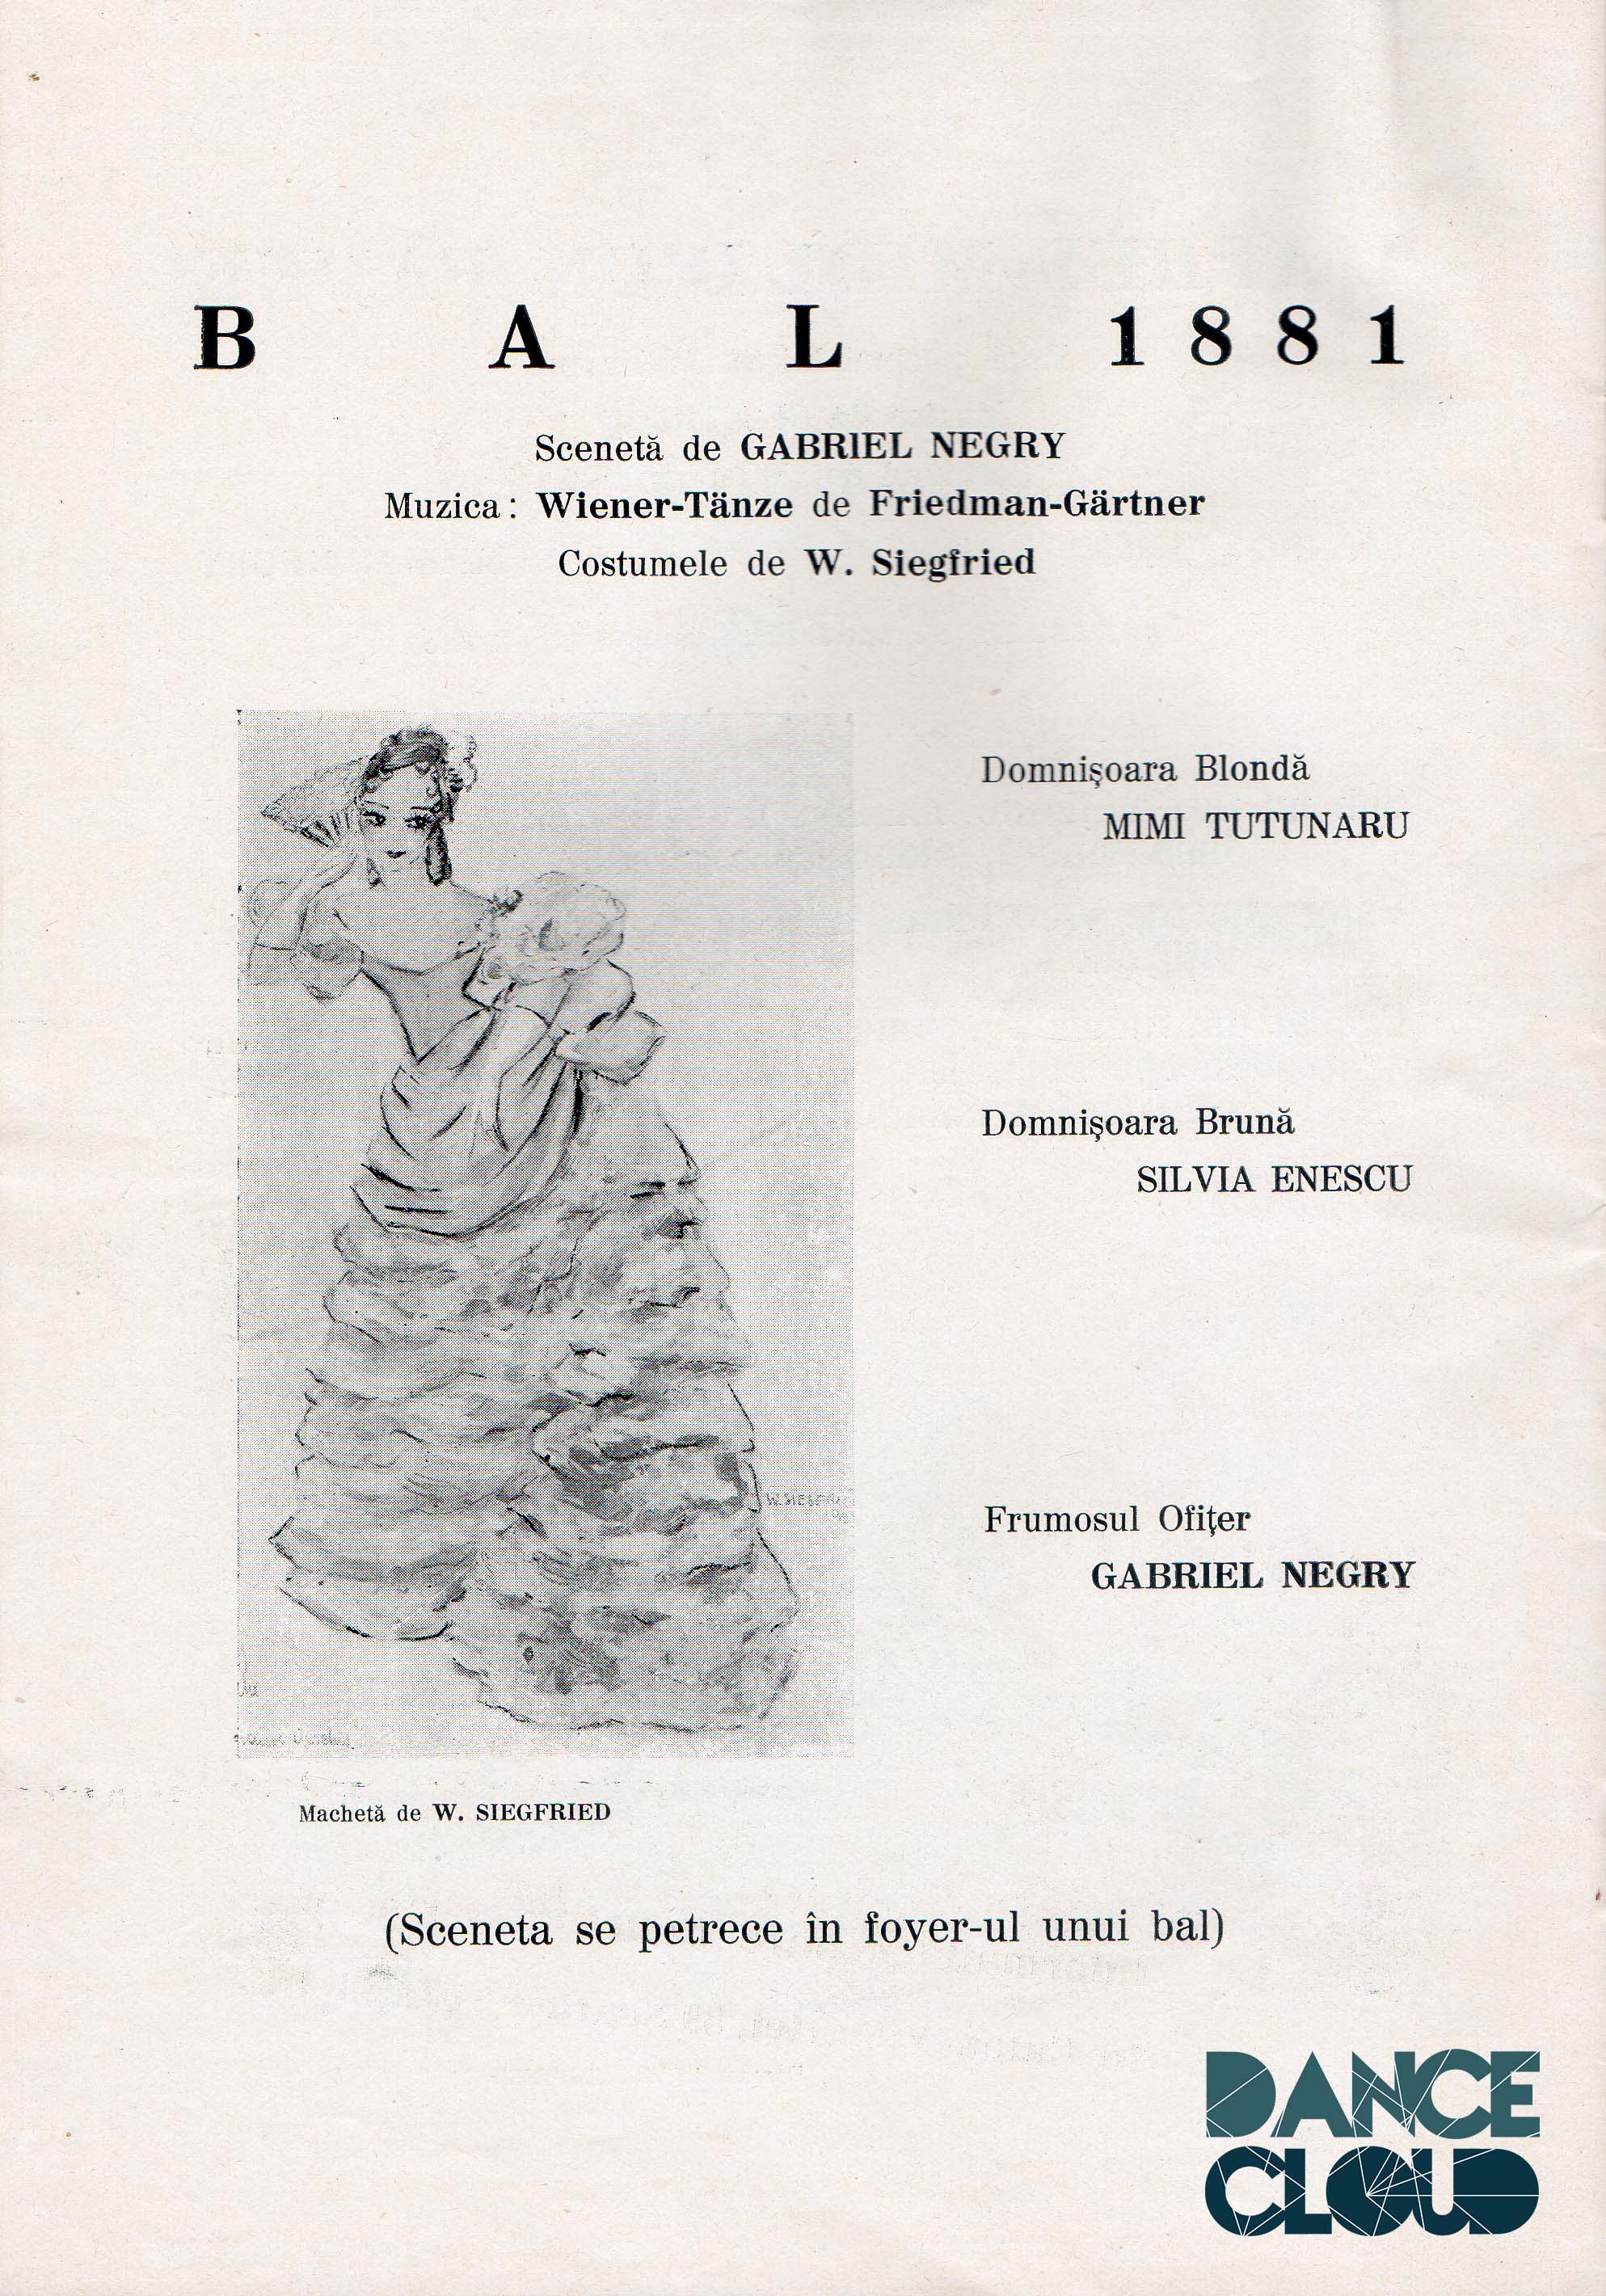 BAL 1881
Scenetă de GABRIEL NEGRY
Muzica: Wiener-Tänze de Friedman-Gärtner
Costumele de W. Siegfried
Domnişoara Blondă
MIMI TUTUNARU
Domnişoara Brună
SILVIA ENESCU
Frumosul Ofiţer
GABRIEL NEGRY
W. SIEGFRI
Machetă de W. SIEGFRIED
(Sceneta se petrece în foyer-ul unui bal)
DANCE
CLOUD